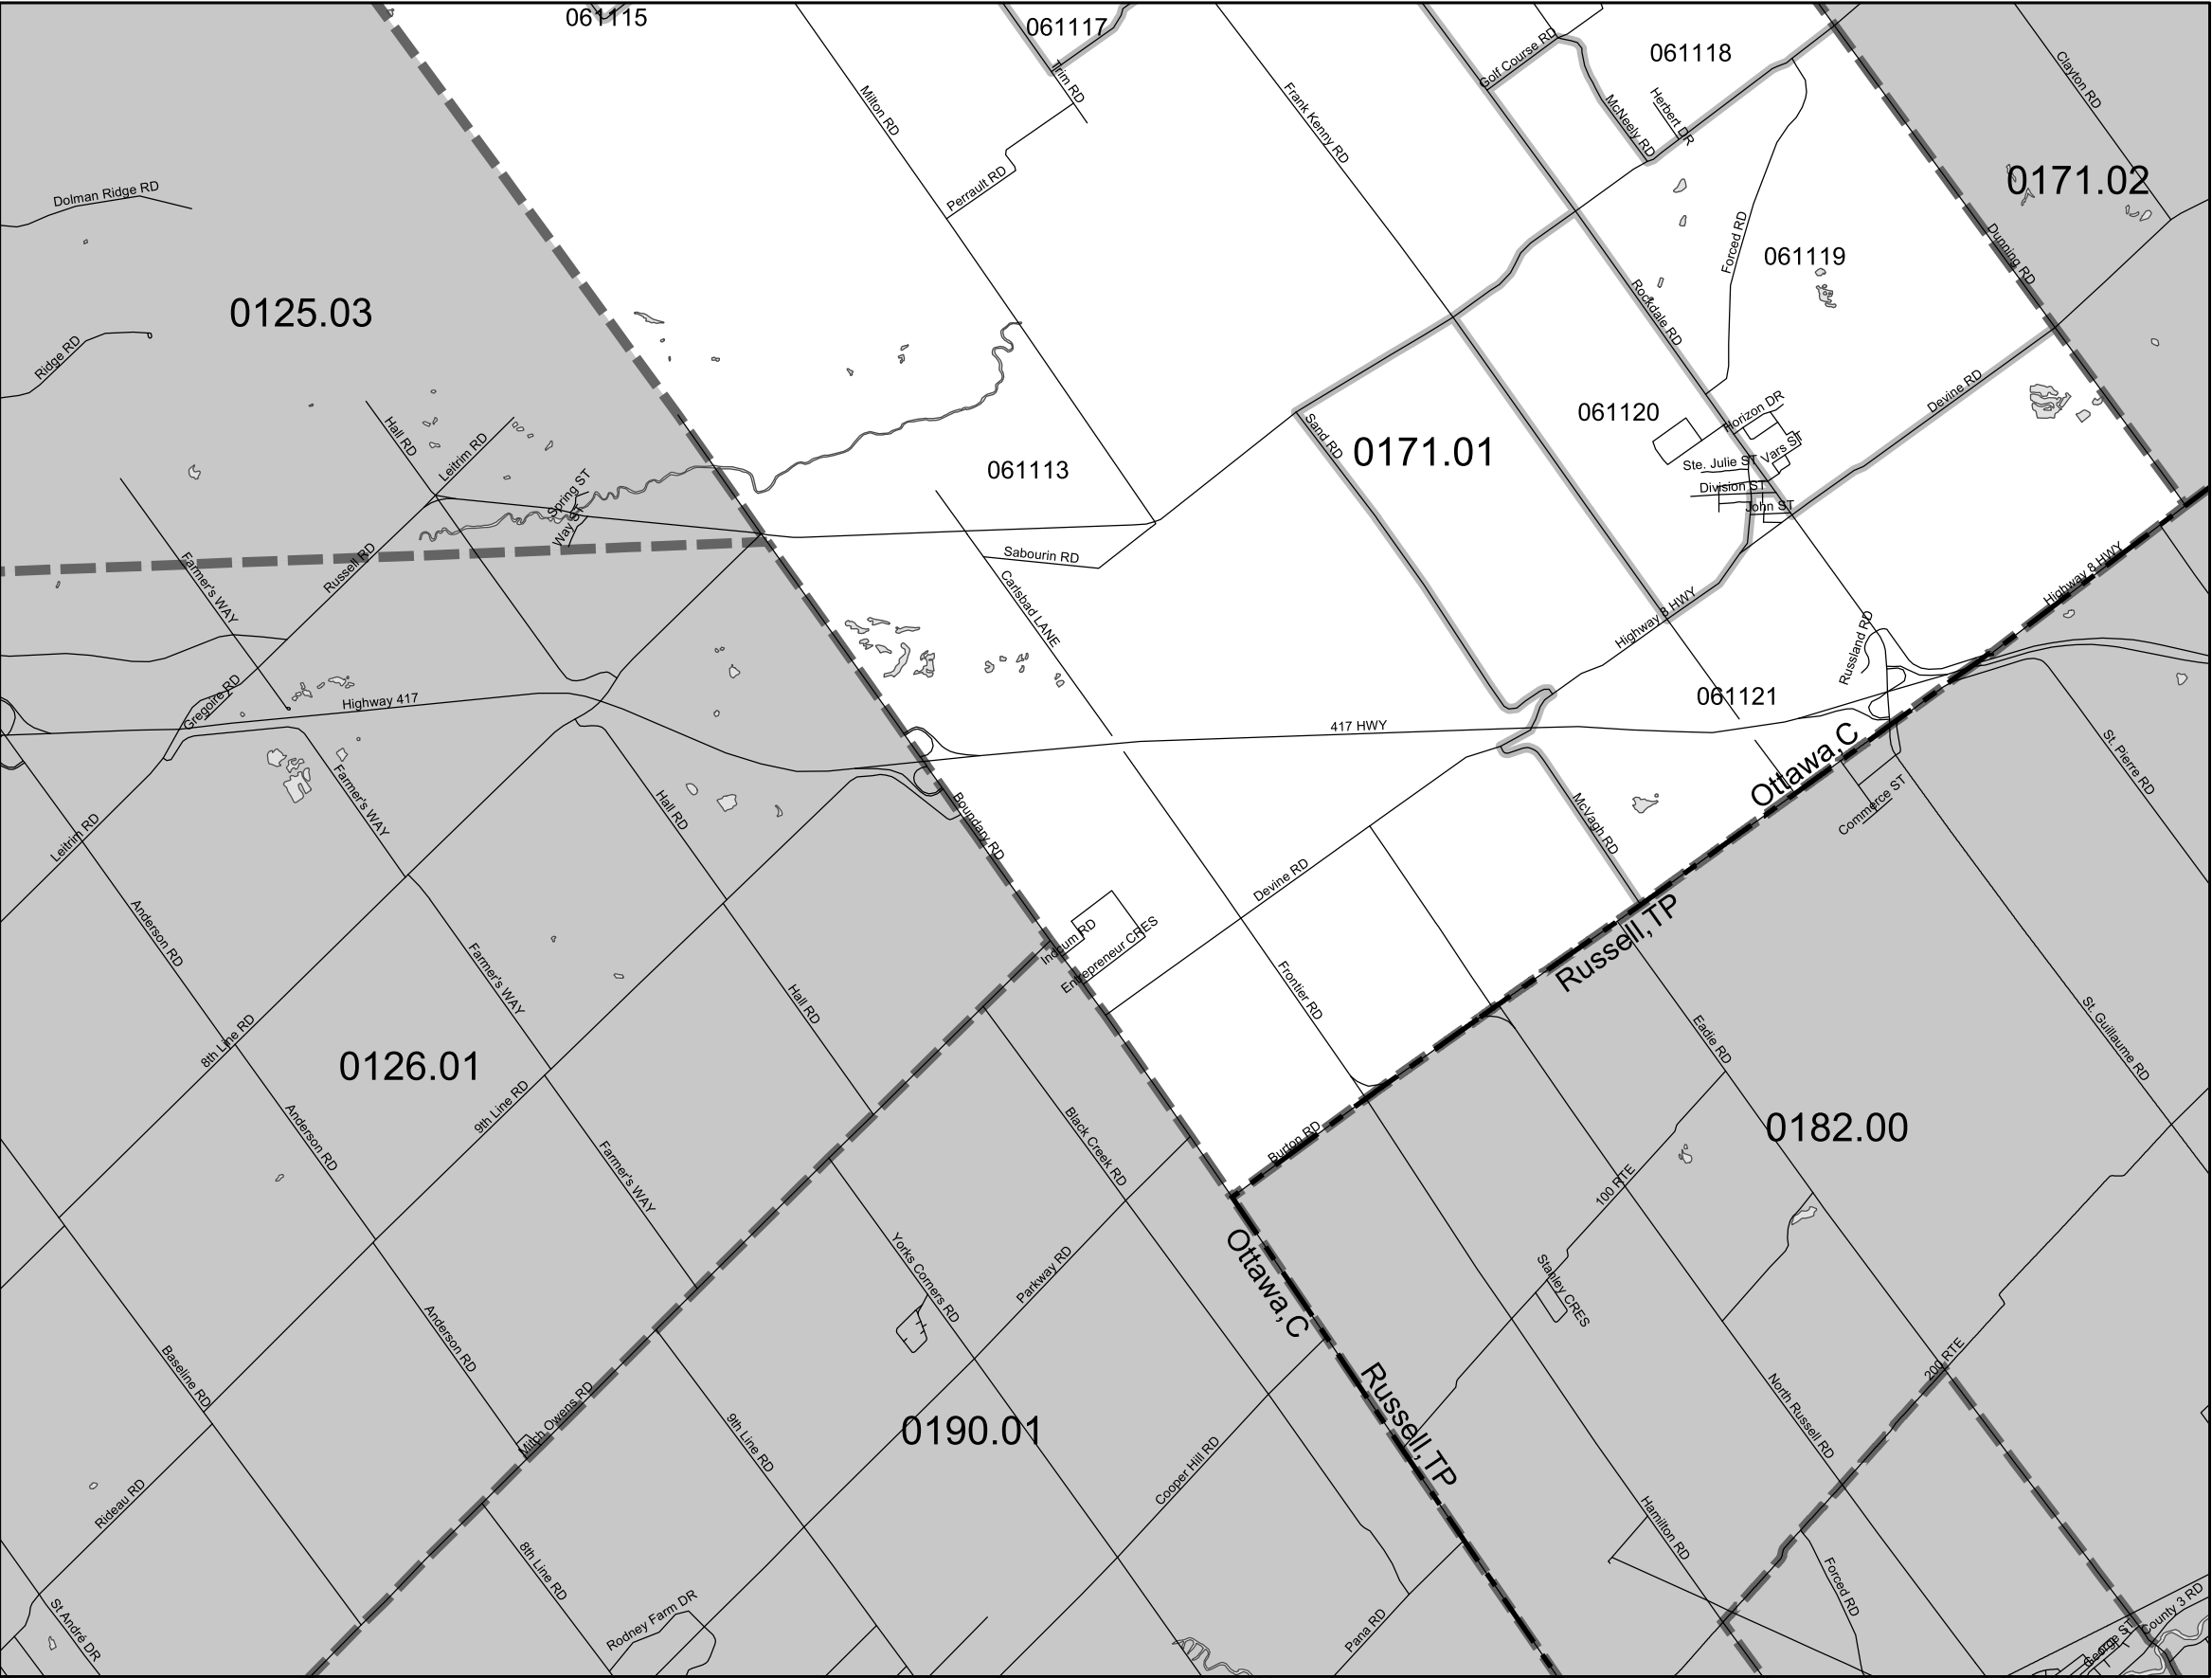 061115
061117
061118
Golf Course RD
Clayton RD
Trim RD
Milton RD
Frank Kenny RD
McNeely RD
Herbert DR
0171.02
Dolman Ridge RD
Perrault RD
Forced RD
061119
Dunning RD
0125.03
Rockdale RD
Ridge RD
Hall RD
Leitrim RD
Sand RD
061120
Horizon DR
Devine RD
0171.01
061113
Ste. Julie ST
Vars ST
Spring ST
Way ST
Division ST
John ST
Farmer's WAY
Russell RD
Sabourin RD
Carlsbad LANE
Highway 8 HWY
Highway 8 HWY
Russland RD
Gregoire RD
Highway 417
061121
417 HWY
Ottawa, C
St. Pierre RD
Leitrim RD
Farmer's WAY
Hall RD
Boundary RD
McVagh RD
Commerce ST
Devine RD
Anderson RD
Farmer's WAY
Indcum RD
Entrepreneur CRES
Russell, TP
Hall RD
Frontier RD
8th Line RD
Eadie RD
St. Guillaume RD
0126.01
9th Line RD
Anderson RD
Black Creek RD
Burton RD
0182.00
Farmer's WAY
100 RTE
Yorks Corners RD
Parkway RD
Ottawa, C
Stanley CRES
Anderson RD
Baseline RD
200 RTE
Russell, TP
North Russell RD
Mitch Owens RD
9th Line RD
0190.01
Cooper Hill RD
Rideau RD
Hamilton RD
8th Line RD
Forced RD
St André DR
Rodney Farm DR
Pana RD
George ST
County 3 RD